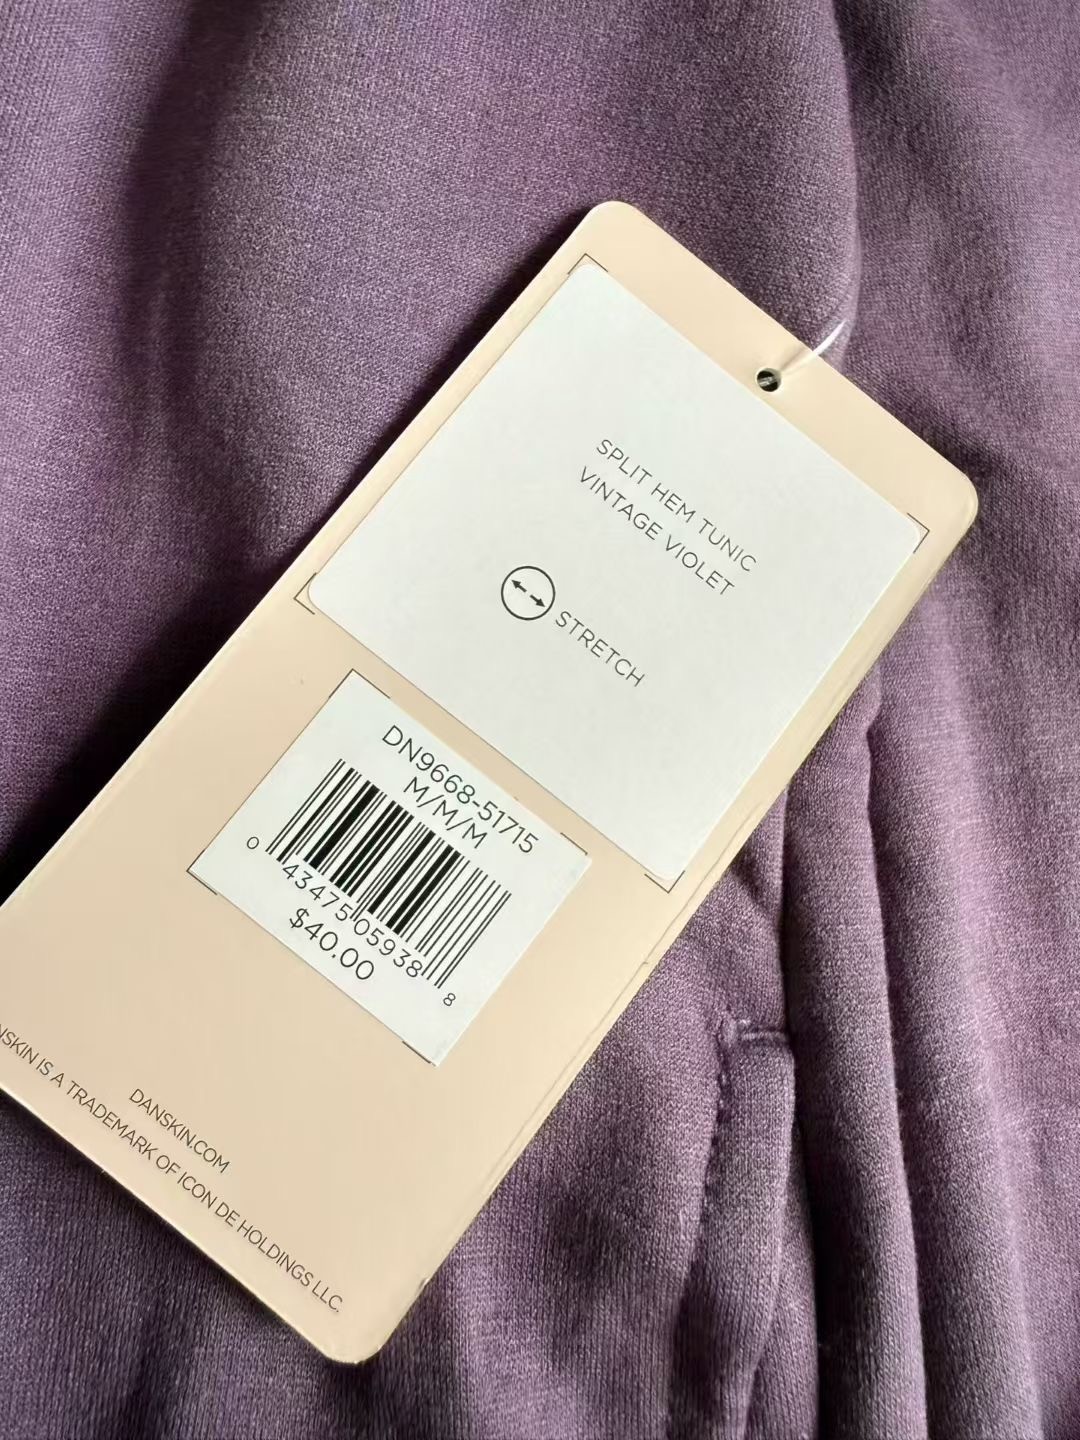 SPLIT HEM TUNIC
VINTAGE VIOLET
STRETCH
DN9668-51715
M/M/M
0 43475 05938 8
$40.00
DANSKIN.COM
IS A TRADEMARK OF ICON DE HOLDINGS LLC.